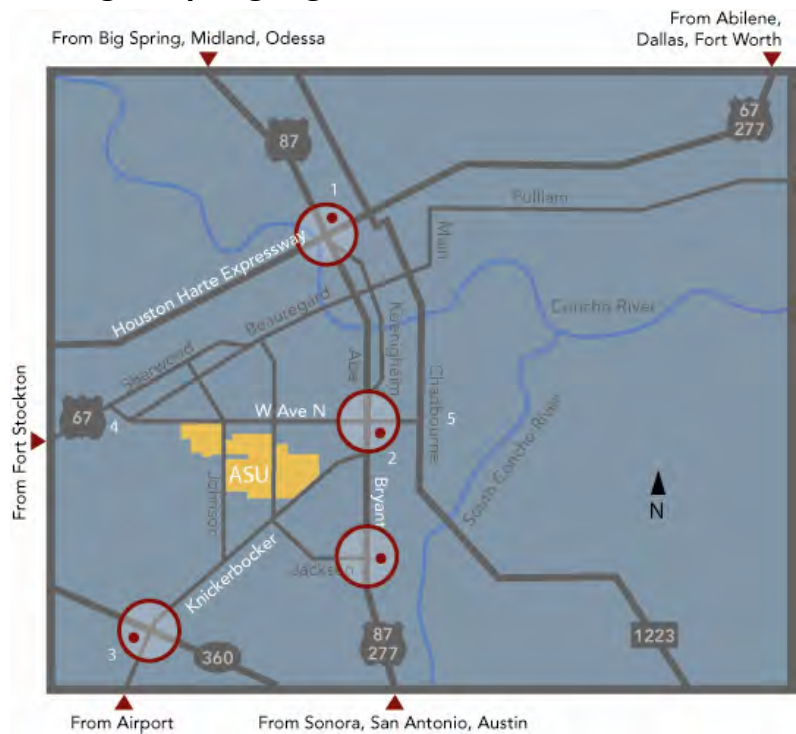 From Abilene,
From Big Spring, Midland, Odessa
Dallas, Fort Worth
67
277
87
1
Pulliam
Main
Houston Harte Expressway
Beauregard
Koenigheim
Concho River
Abe
Sherwood
Chadbourne
67
4
W Ave N
5
2
From Fort Stockton
ASU
Johnson
Bryant
South Concho River
N
Jackson
Knickerbocker
3
360
87
277
1223
From Airport
From Sonora, San Antonio, Austin